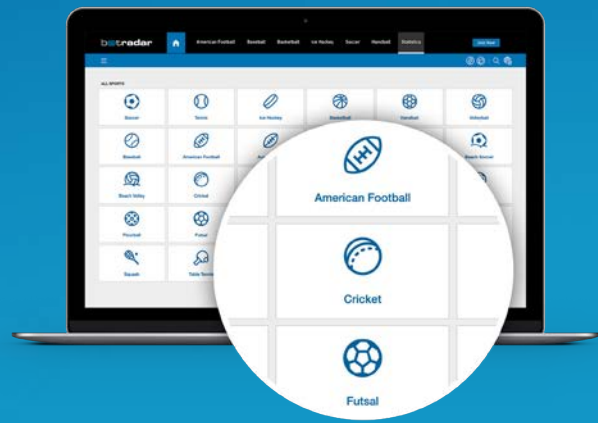 betradar American Football Baseball Basketball Ice Hockey Soccer Handball Statistics
ALL SPORTS
Soccer Tennis Ice Hockey Basketball Handball Volleyball
Baseball American Football Beach Soccer
Beach Volley Cricket
Floorball Futsal
Squash Table Tennis
American Football
Cricket
Futsal